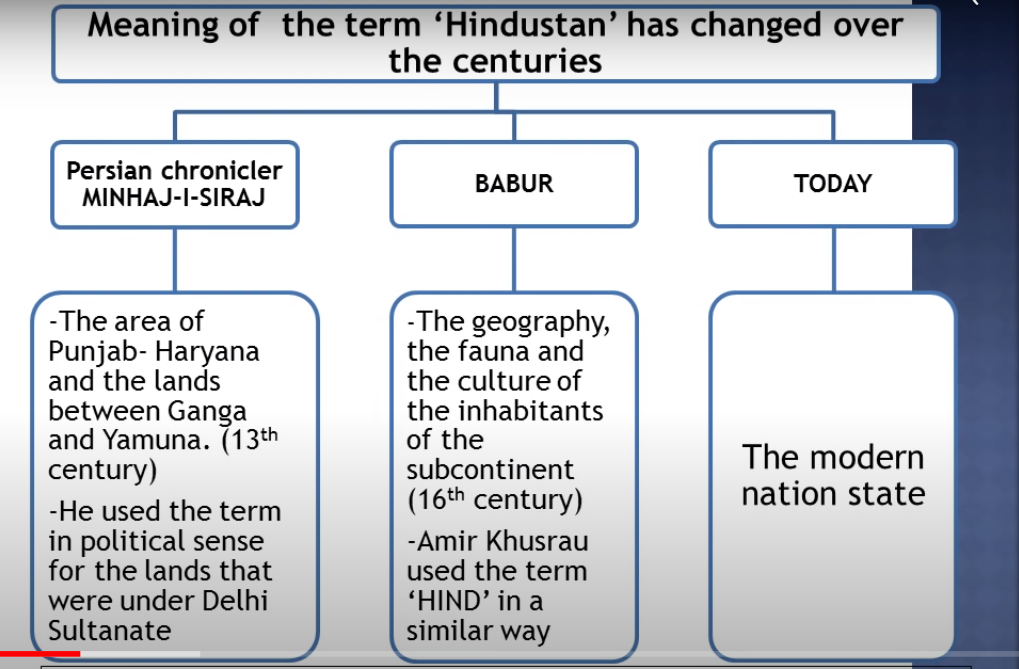 Meaning of the term ‘Hindustan’ has changed over
the centuries
Persian chronicler
MINHAJ-I-SIRAJ
BABUR
TODAY
-The area of
Punjab- Haryana
and the lands
between Ganga
and Yamuna. (13th
century)
-He used the term
in political sense
for the lands that
were under Delhi
Sultanate
-The geography,
the fauna and
the culture of
the inhabitants
of the
subcontinent
(16th century)
-Amir Khusrau
used the term
‘HIND’ in a
similar way
The modern
nation state